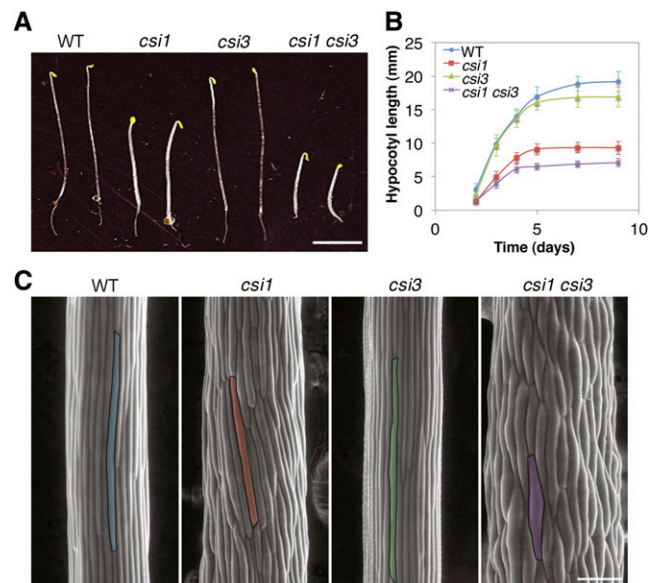 A
WT csi1 csi3 csi1 csi3
B
Hypocotyl length (mm)
25
20
15
10
5
0
WT
csi1
csi3
csi1 csi3
0 5 10
Time (days)
C
WT csi1 csi3 csi1 csi3